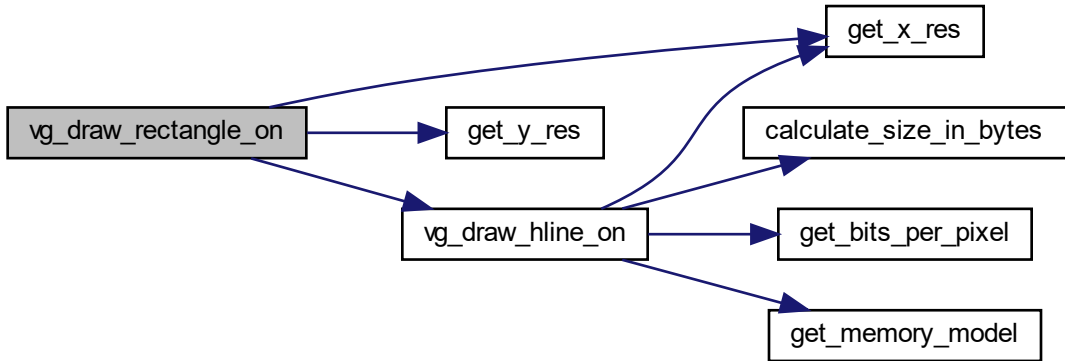 get_x_res
vg_draw_rectangle_on
get_y_res
calculate_size_in_bytes
vg_draw_hline_on
get_bits_per_pixel
get_memory_model